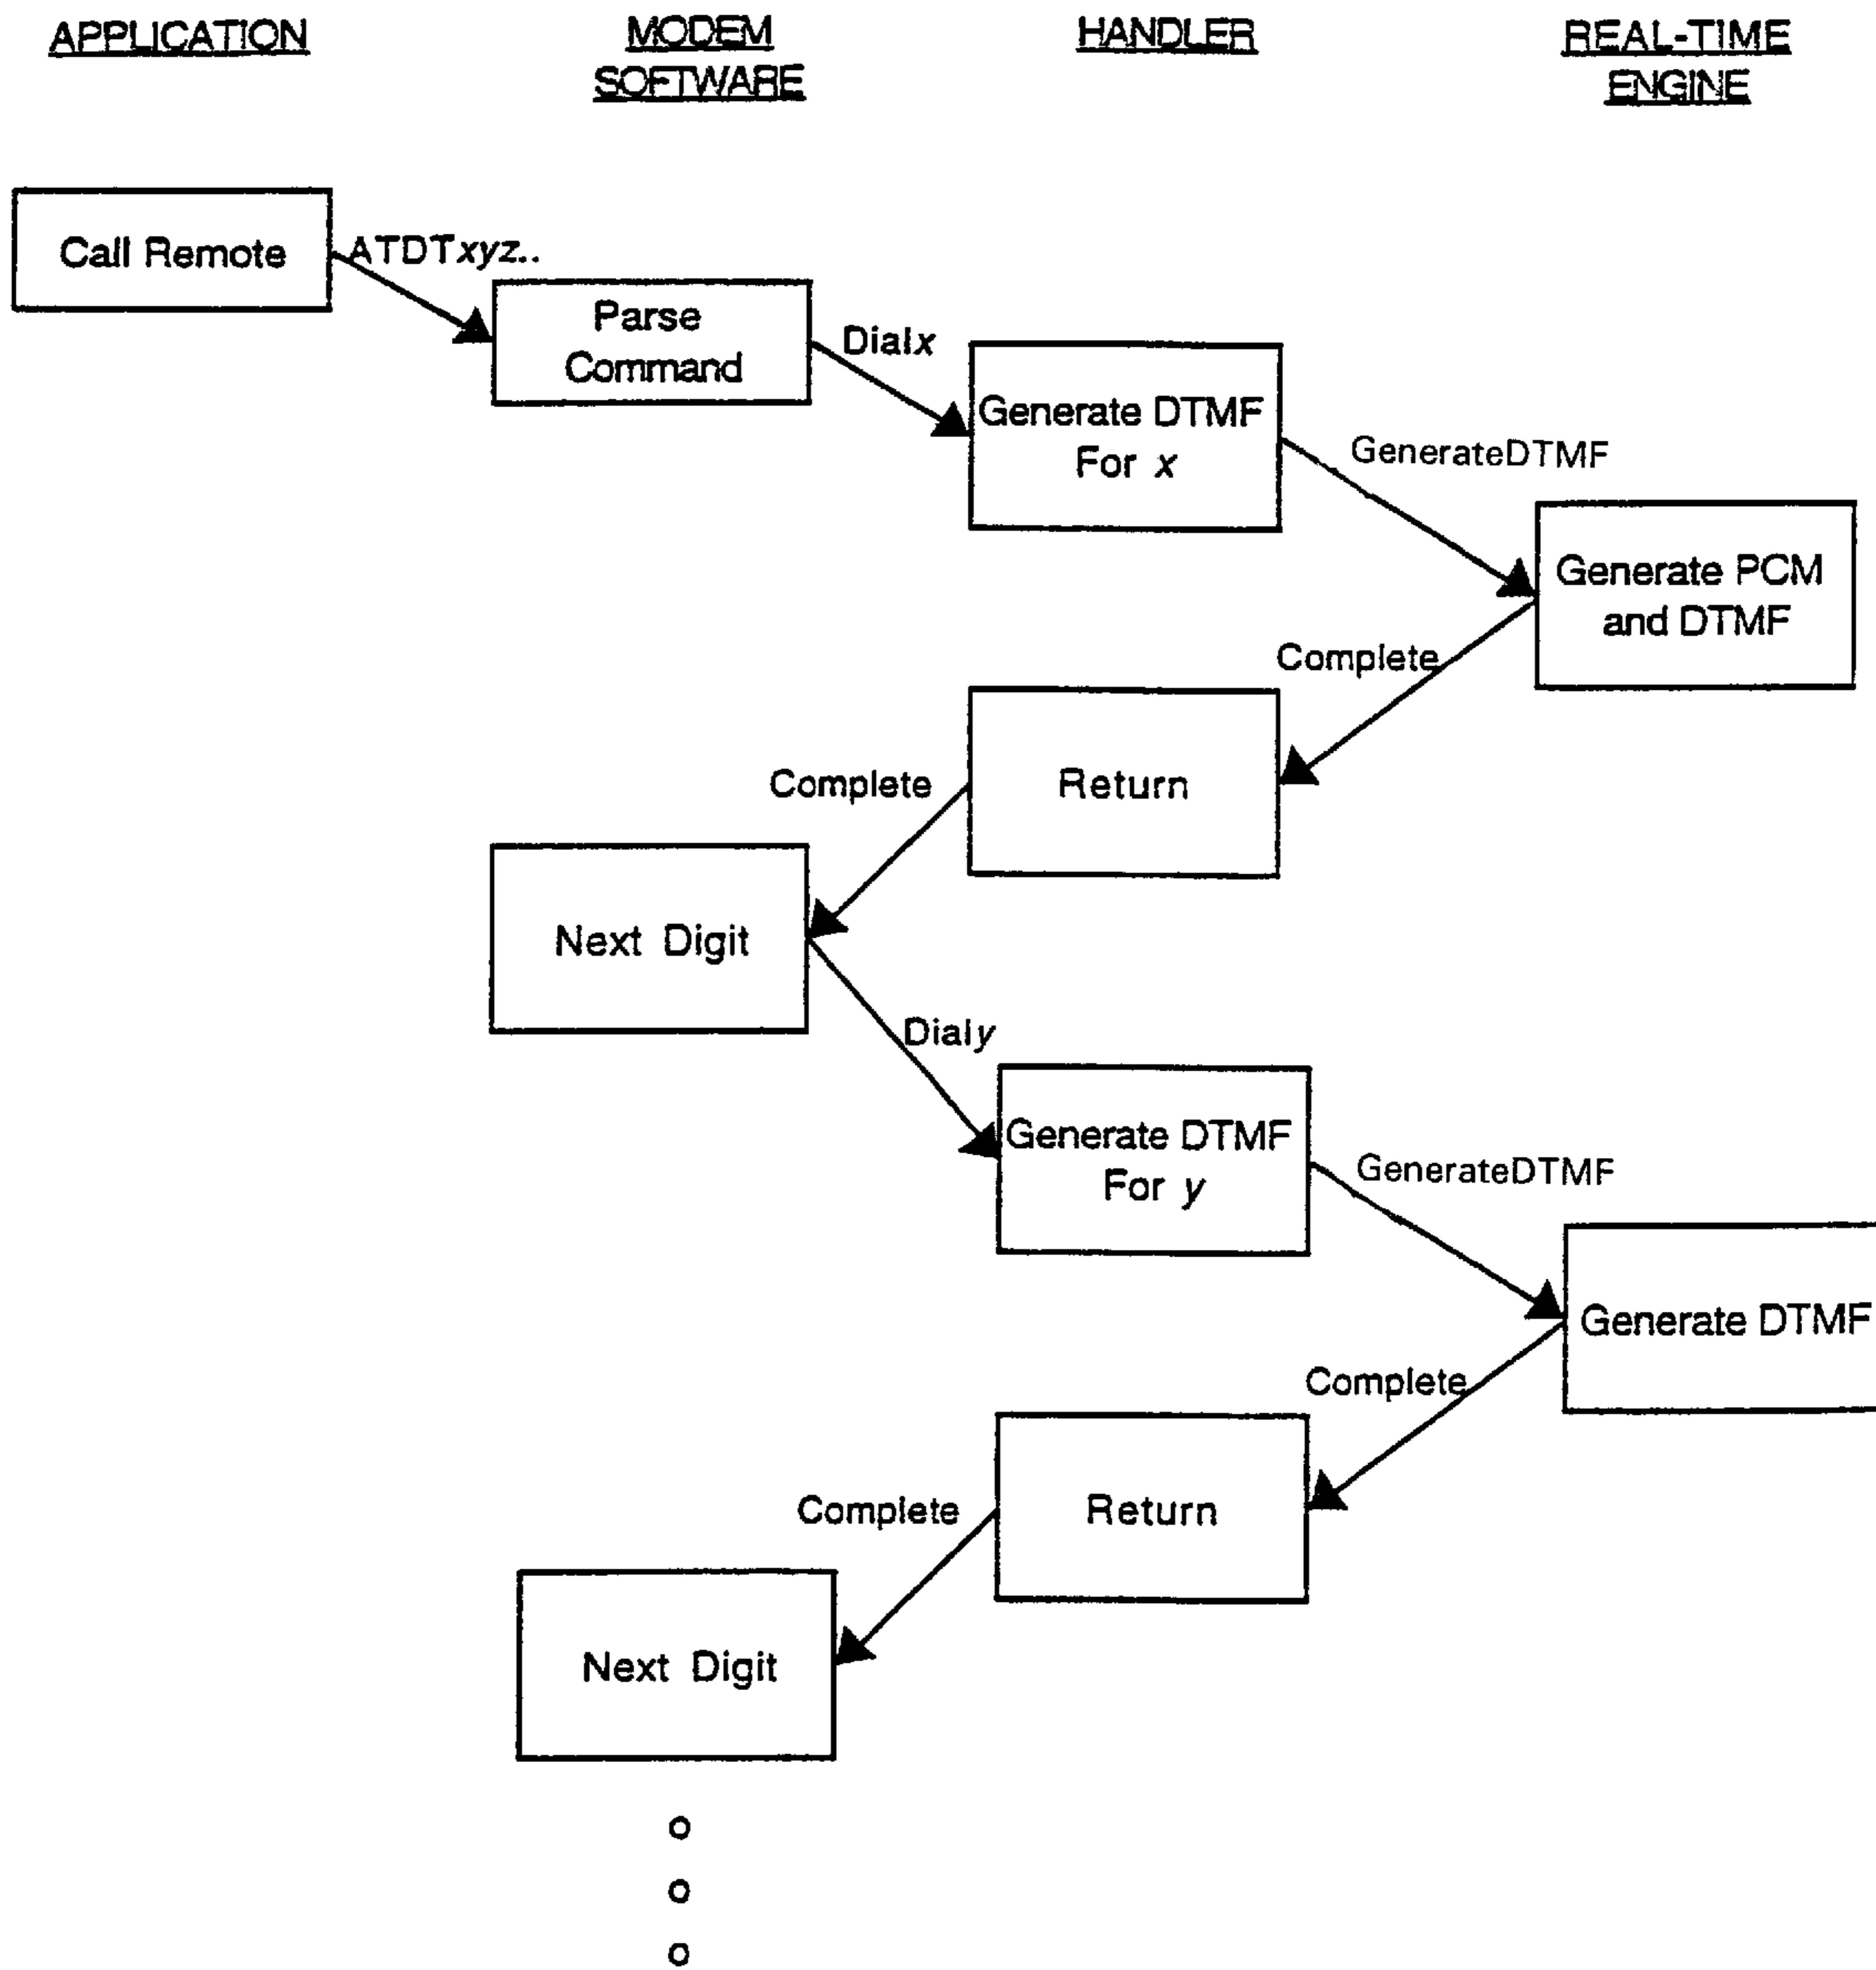 APPLICATION
MODEM
SOFTWARE
HANDLER
REAL-TIME
ENGINE
Call Remote
ATDTxyz..
Parse
Command
Dialx
Generate DTMF
For x
GenerateDTMF
Generate PCM
and DTMF
Complete
Return
Complete
Next Digit
Dialy
Generate DTMF
For y
GenerateDTMF
Generate DTMF
Complete
Return
Complete
Next Digit